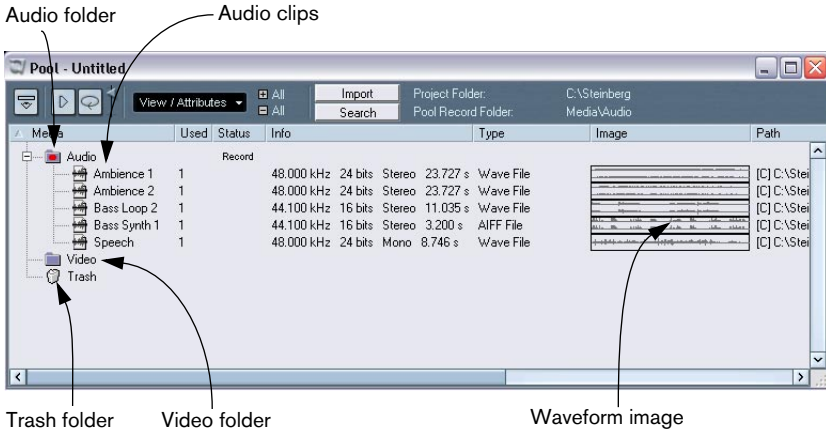 Audio folder
Audio clips
Pool - Untitled
View / Attributes
All
All
Import
Search
Project Folder:
Pool Record Folder:
C:\Steinberg
Media\Audio
Media Used Status Info Type Image Path
Audio Record
Ambience 1 1 48.000 kHz 24 bits Stereo 23.727 s Wave File [C] C:\Stei
Ambience 2 1 48.000 kHz 24 bits Stereo 23.727 s Wave File [C] C:\Stei
Bass Loop 2 1 44.100 kHz 16 bits Stereo 11.035 s Wave File [C] C:\Stei
Bass Synth 1 1 44.100 kHz 16 bits Stereo 3.200 s AIFF File [C] C:\Stei
Speech 1 48.000 kHz 24 bits Mono 8.746 s Wave File [C] C:\Stei
Video
Trash
Trash folder
Video folder
Waveform image